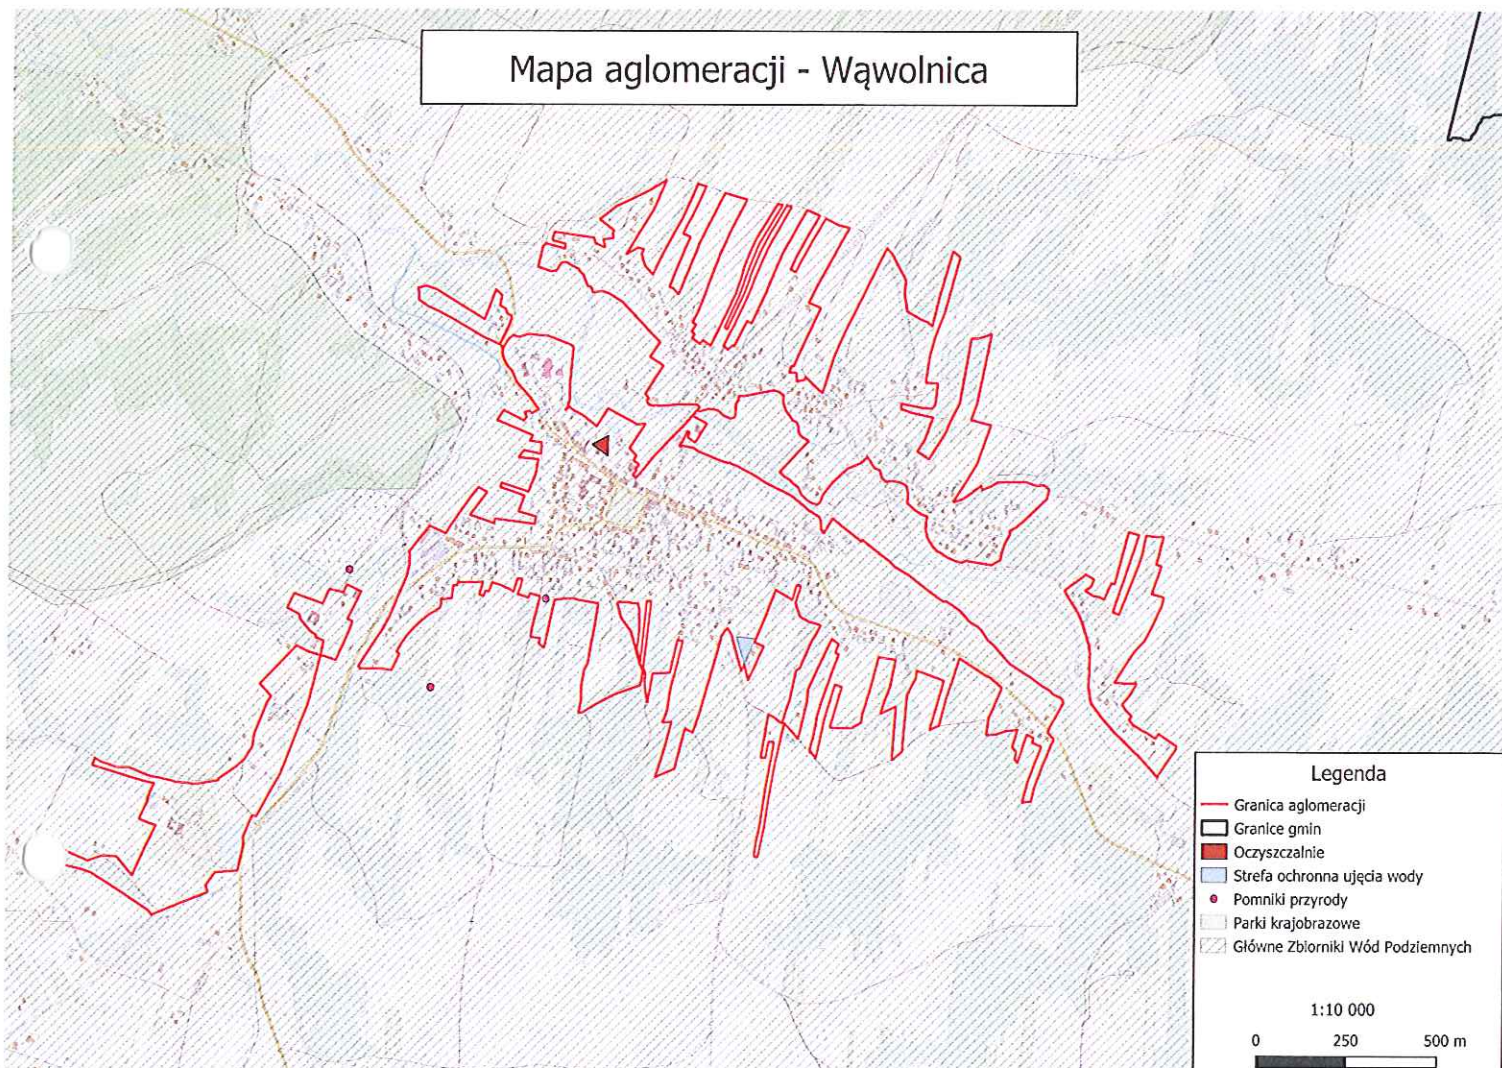 Mapa aglomeracji - Wąwolnica
Legenda
Granica aglomeracji
Granice gmin
Oczyszczalnie
Strefa ochronna ujęcia wody
Pomniki przyrody
Parki krajobrazowe
Główne Zbiorniki Wód Podziemnych
1:10 000
0 250 500 m